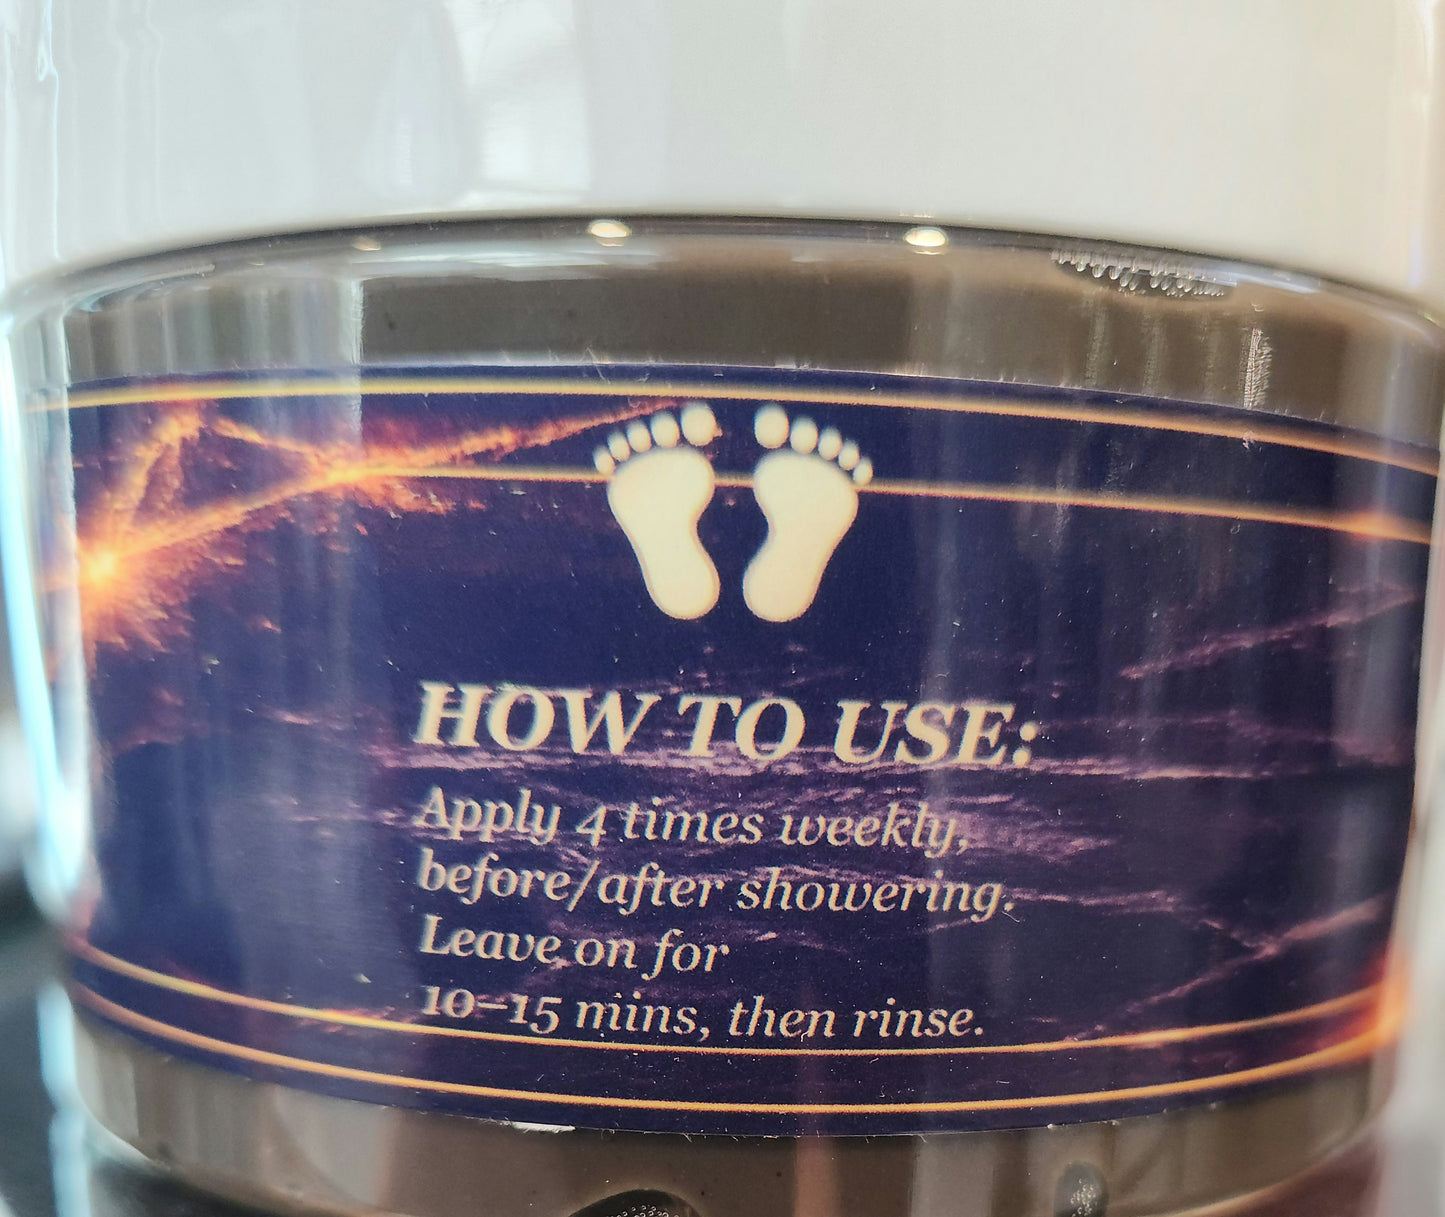 HOW TO USE:
Apply 4 times weekly,
before/after showering.
Leave on for
10–15 mins, then rinse.